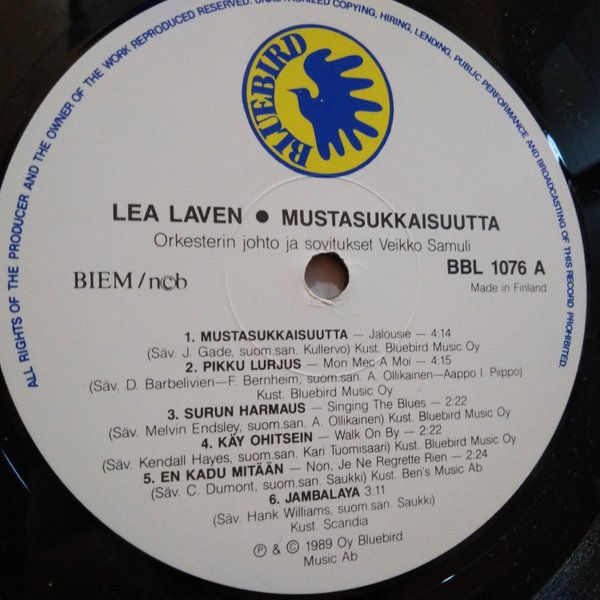 ALL RIGHTS OF THE PRODUCER AND THE OWNER OF THE WORK REPRODUCED RESERVED. UNAUTHORIZED COPYING, HIRING, LENDING, PUBLIC PERFORMANCE AND BROADCASTING OF THIS RECORD PROHIBITED.
BLUEBIRD
LEA LAVEN • MUSTASUKKAISUUTTA
Orkesterin johto ja sovitukset Veikko Samuli
BIEM/ncb
BBL 1076 A
Made in Finland
1. MUSTASUKKAISUUTTA — Jalousie — 4:14
(Säv. J. Gade, suom.san. Kullervo) Kust. Bluebird Music Oy
2. PIKKU LURJUS — Mon Mec A Moi — 4:15
(Säv. D. Barbelivien—F. Bernheim, suom.san. A. Ollikainen—Aappo I. Piippo)
Kust. Bluebird Music Oy
3. SURUN HARMAUS — Singing The Blues — 2:22
(Säv. Melvin Endsley, suom.san. A. Ollikainen) Kust. Bluebird Music Oy
4. KÄY OHITSEIN — Walk On By — 2:22
(Säv. Kendall Hayes, suom.san. Kari Tuomisaari) Kust. Bluebird Music Oy
5. EN KADU MITÄÄN — Non, Je Ne Regrette Rien — 2:24
(Säv. C. Dumont, suom.san. Saukki) Kust. Ben's Music Ab
6. JAMBALAYA 3:11
(Säv. Hank Williams, suom.san. Saukki)
Kust. Scandia
℗ & © 1989 Oy Bluebird
Music Ab